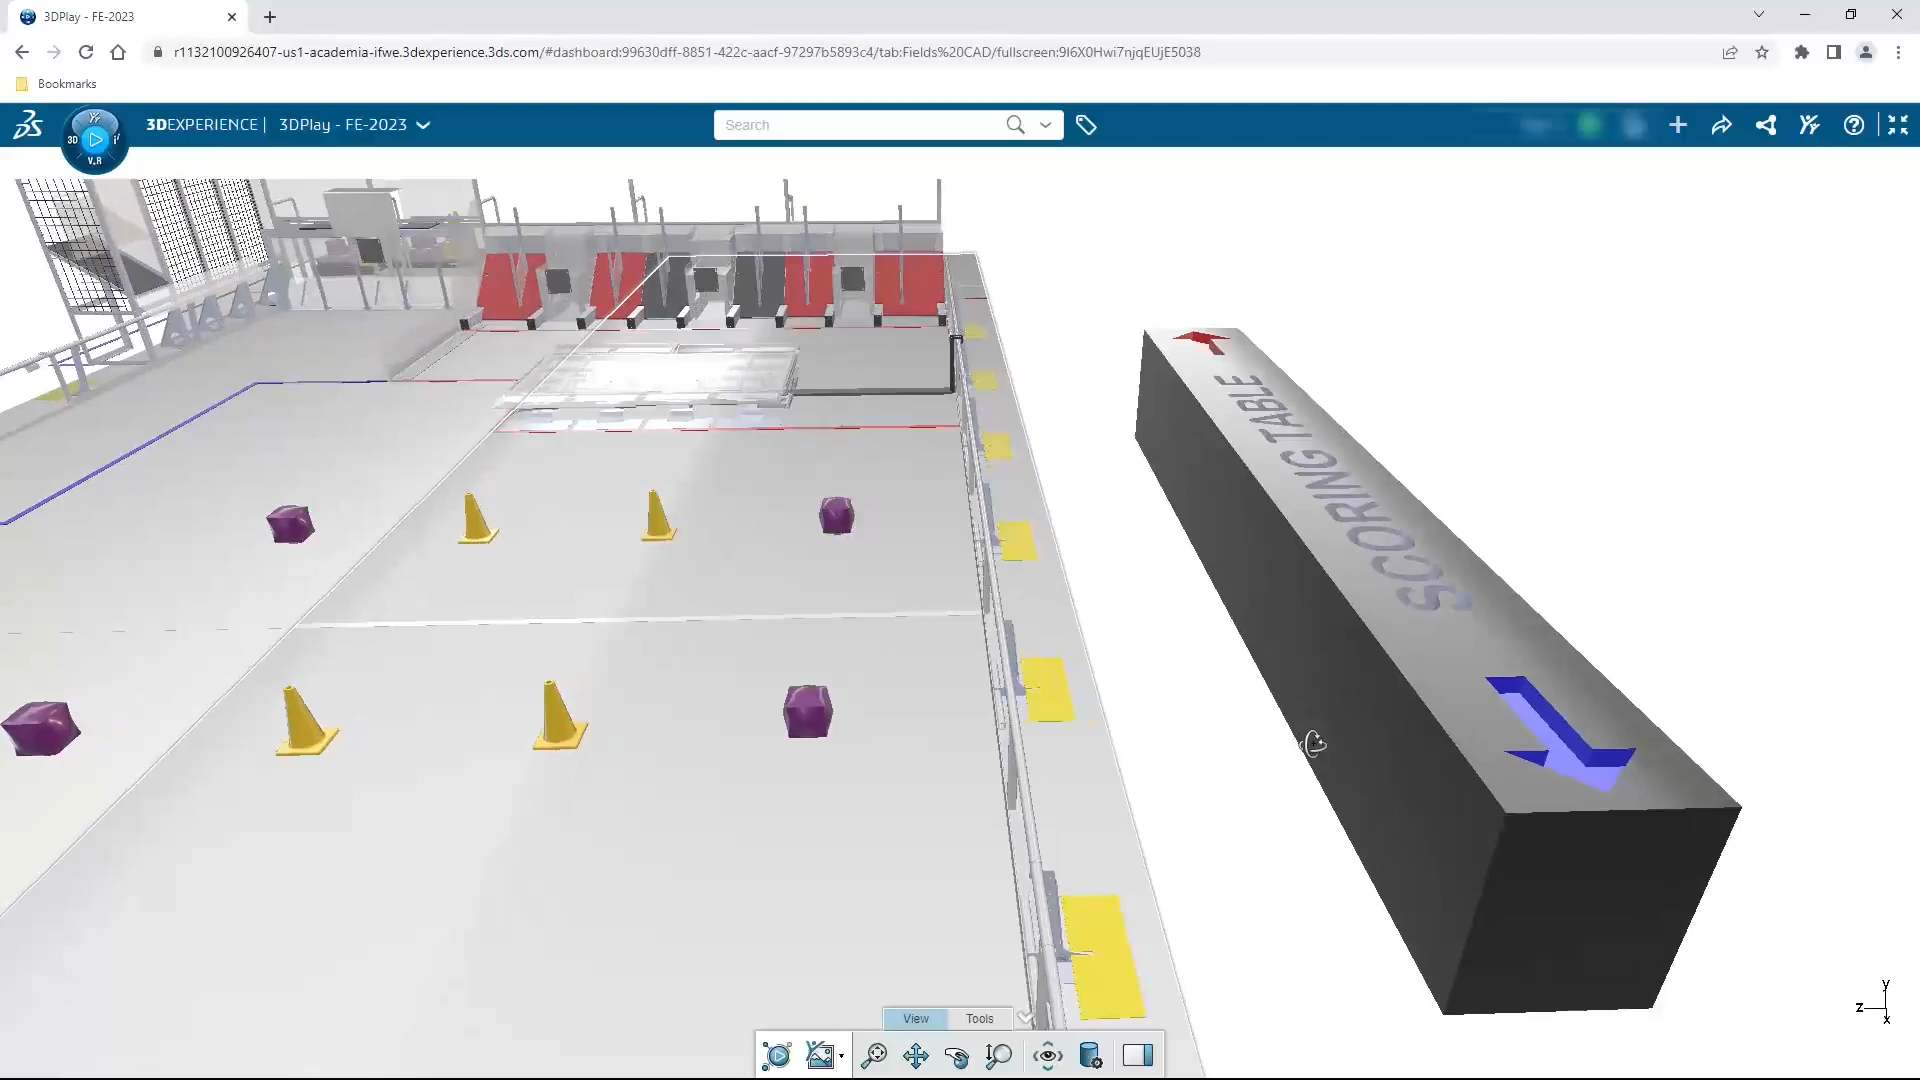 3DPlay - FE-2023
r1132100926407-us1-academia-ifwe.3dexperience.3ds.com/#dashboard:99630dff-8851-422c-aacf-97297b5893c4/tab:Fields%20CAD/fullscreen:9I6X0Hwi7njqEUjE5038
Bookmarks
3DEXPERIENCE | 3DPlay - FE-2023
Search
3D
V.R
SCORING TABLE
View
Tools
y
z
x